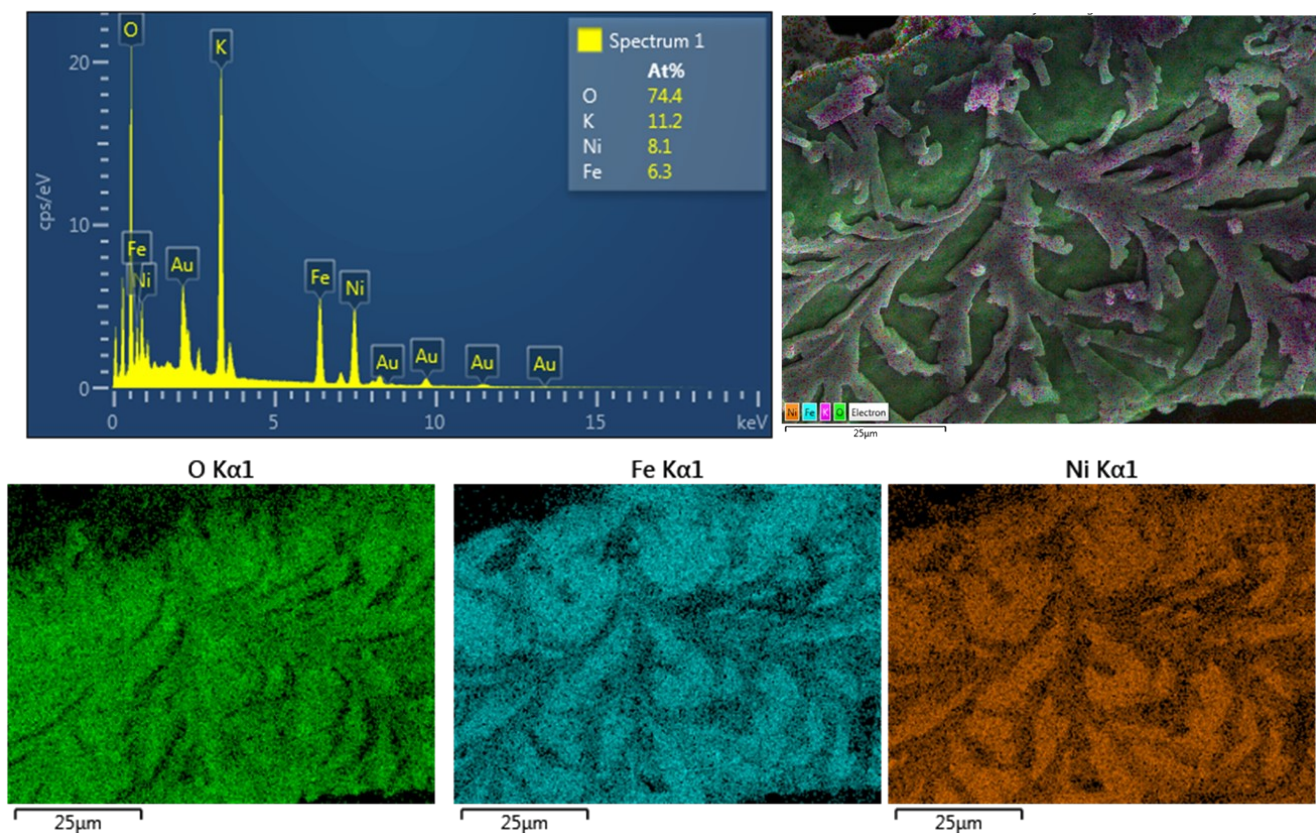 Spectrum 1
At%
O 74.4
K 11.2
Ni 8.1
Fe 6.3
cps/eV
20
10
0
O
K
Fe
Ni
Au
Fe
Ni
Au
Au
Au
Au
0 5 10 15 keV
Ni Fe K O Electron
25µm
O Kα1 Fe Kα1 Ni Kα1
25µm 25µm 25µm